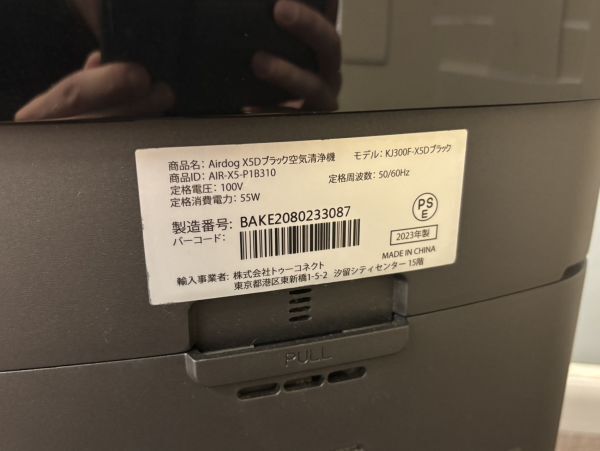 商品名: Airdog X5Dブラック空気清浄機 モデル: KJ300F-X5Dブラック
商品ID: AIR-X5-P1B310
定格電圧: 100V 定格周波数: 50/60Hz
定格消費電力: 55W
製造番号: BAKE2080233087
バーコード:
PS
E
2023年製
MADE IN CHINA
輸入事業者: 株式会社トゥーコネクト
東京都港区東新橋1-5-2 汐留シティセンター 15階
PULL